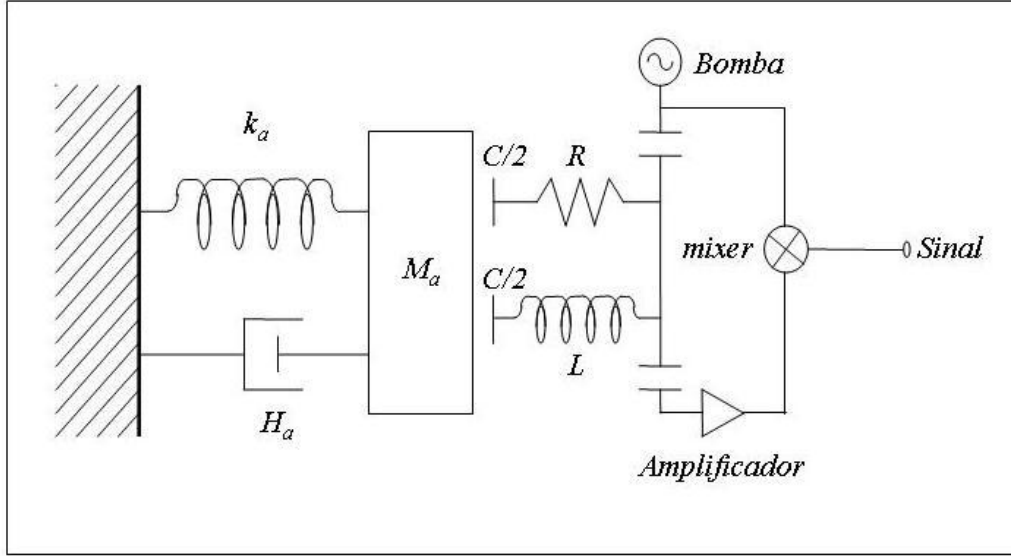 Bomba
k_a
C/2
R
mixer
Sinal
M_a
C/2
L
H_a
Amplificador